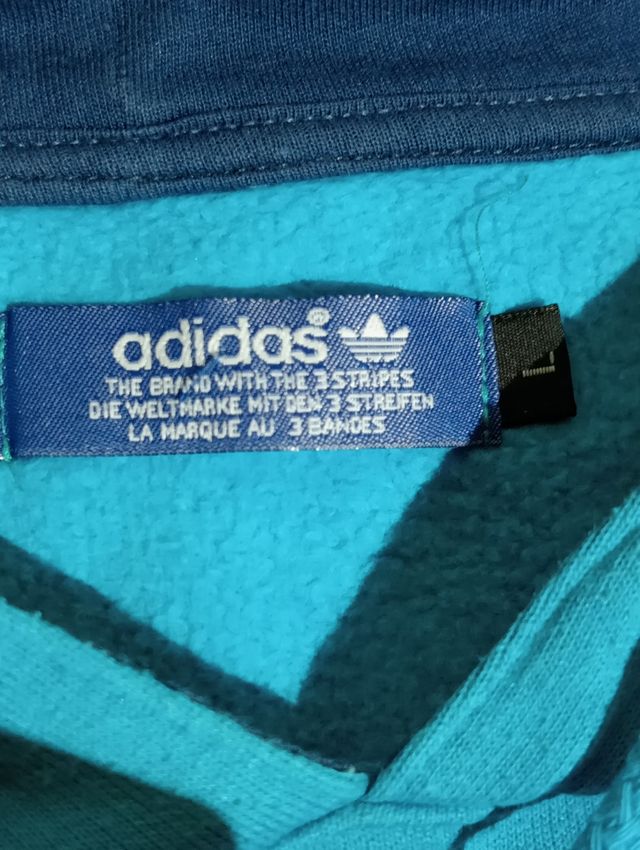 adidas®
THE BRAND WITH THE 3 STRIPES
DIE WELTMARKE MIT DEN 3 STREIFEN
LA MARQUE AU 3 BANDES
L